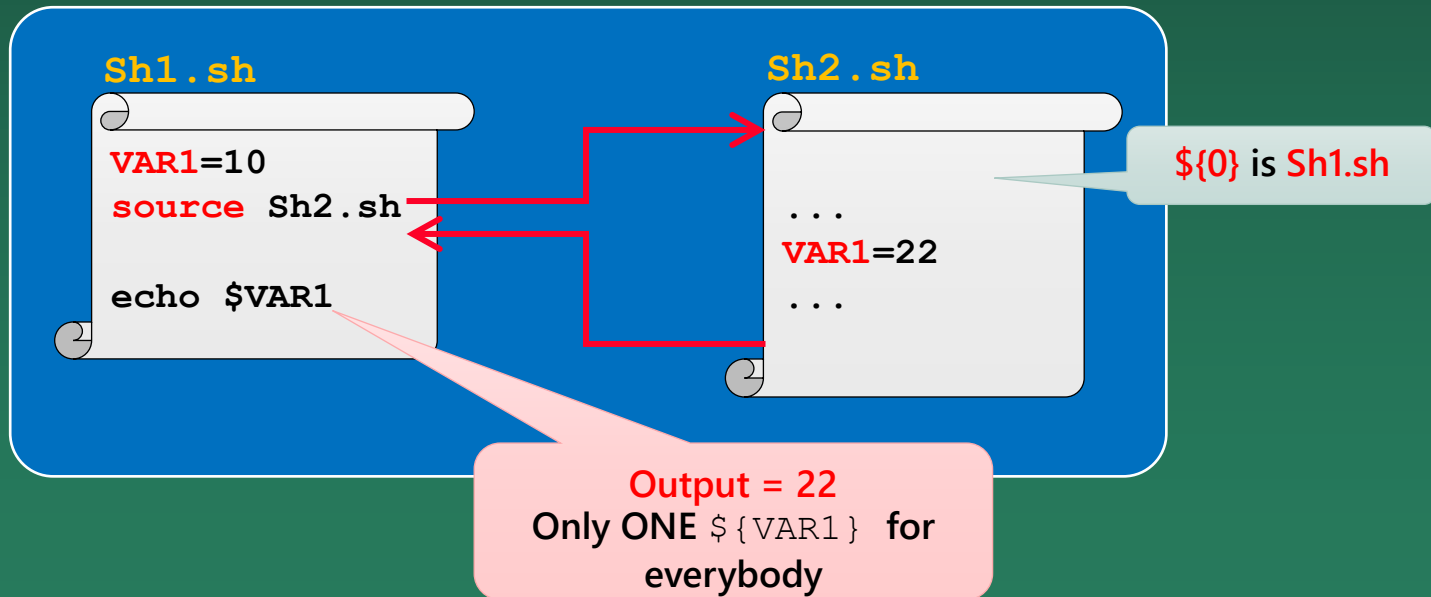 Sh1.sh
VAR1=10
source Sh2.sh
echo $VAR1
Sh2.sh
...
VAR1=22
...
${0} is Sh1.sh
Output = 22
Only ONE ${VAR1} for
everybody